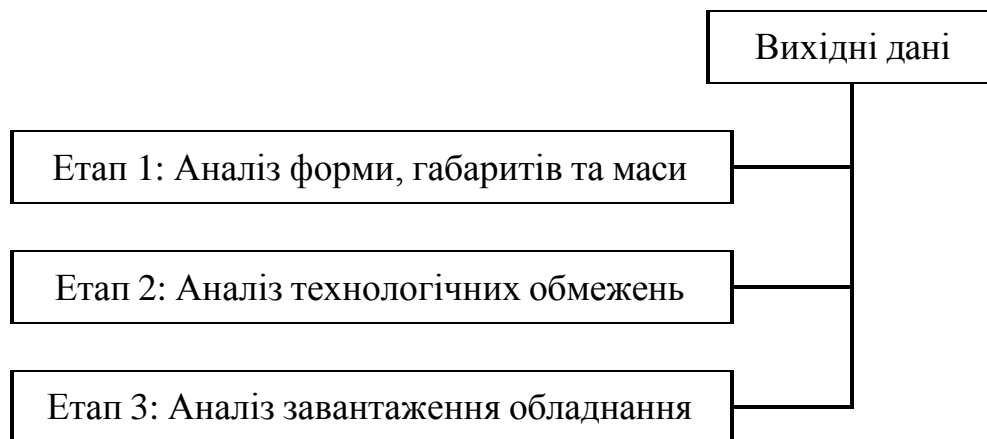 Вихідні дані
Етап 1: Аналіз форми, габаритів та маси
Етап 2: Аналіз технологічних обмежень
Етап 3: Аналіз завантаження обладнання